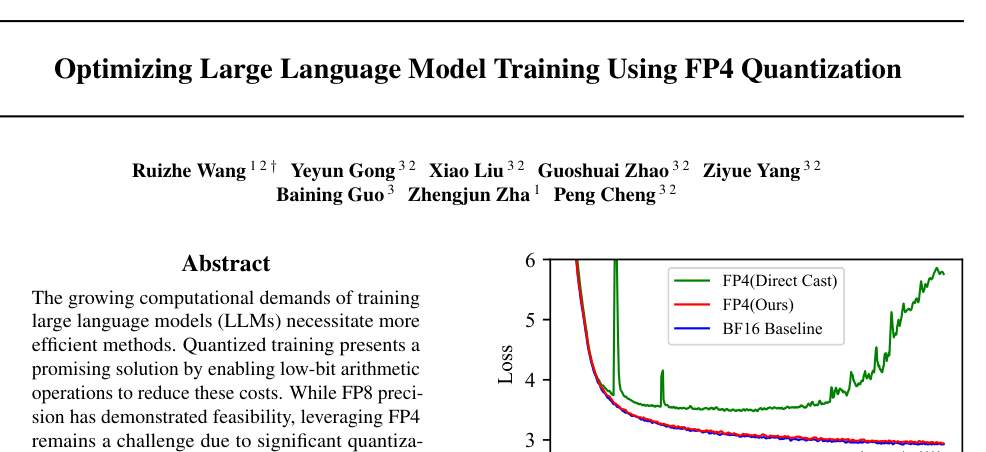 Optimizing Large Language Model Training Using FP4 Quantization
Ruizhe Wang 1 2 † Yeyun Gong 3 2 Xiao Liu 3 2 Guoshuai Zhao 3 2 Ziyue Yang 3 2
Baining Guo 3 Zhengjun Zha 1 Peng Cheng 3 2
Abstract
The growing computational demands of training
large language models (LLMs) necessitate more
efficient methods. Quantized training presents a
promising solution by enabling low-bit arithmetic
operations to reduce these costs. While FP8 preci-
sion has demonstrated feasibility, leveraging FP4
remains a challenge due to significant quantiza-
6
5
4
3
Loss
FP4(Direct Cast)
FP4(Ours)
BF16 Baseline